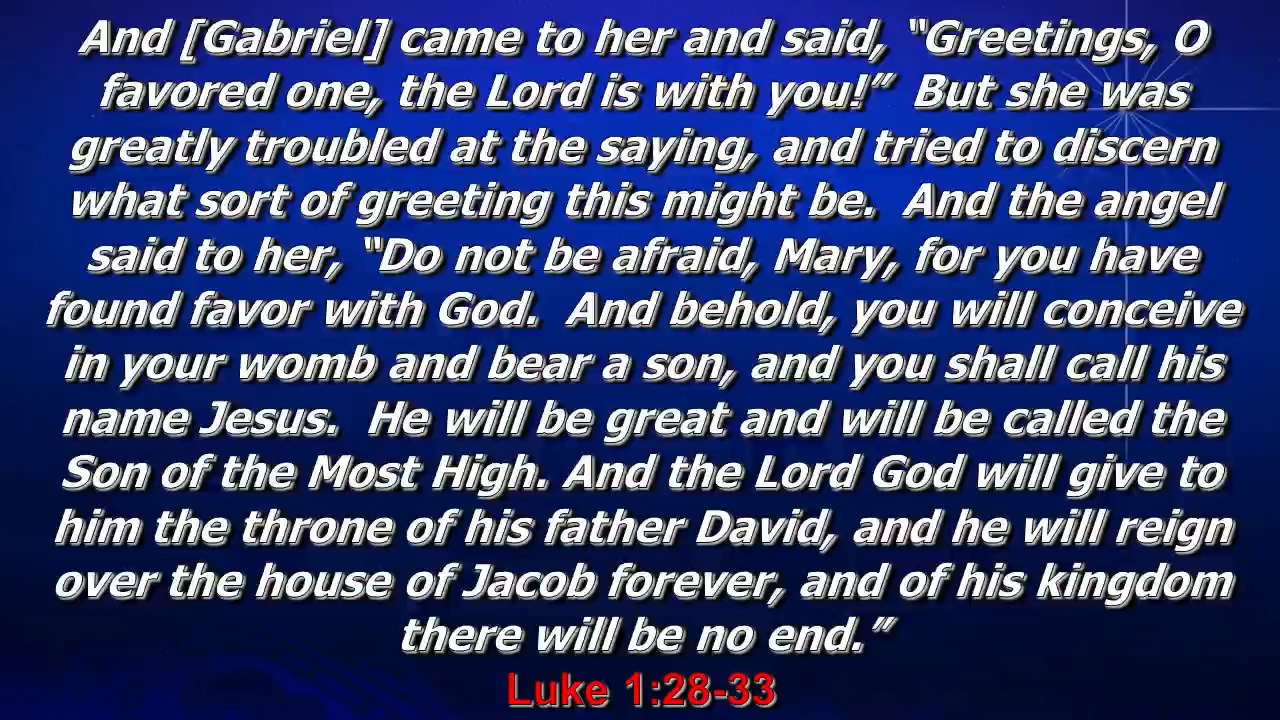 And [Gabriel] came to her and said, “Greetings, O
favored one, the Lord is with you!”  But she was
greatly troubled at the saying, and tried to discern
what sort of greeting this might be.  And the angel
said to her, “Do not be afraid, Mary, for you have
found favor with God.  And behold, you will conceive
in your womb and bear a son, and you shall call his
name Jesus.  He will be great and will be called the
Son of the Most High. And the Lord God will give to
him the throne of his father David, and he will reign
over the house of Jacob forever, and of his kingdom
there will be no end.”
Luke 1:28-33